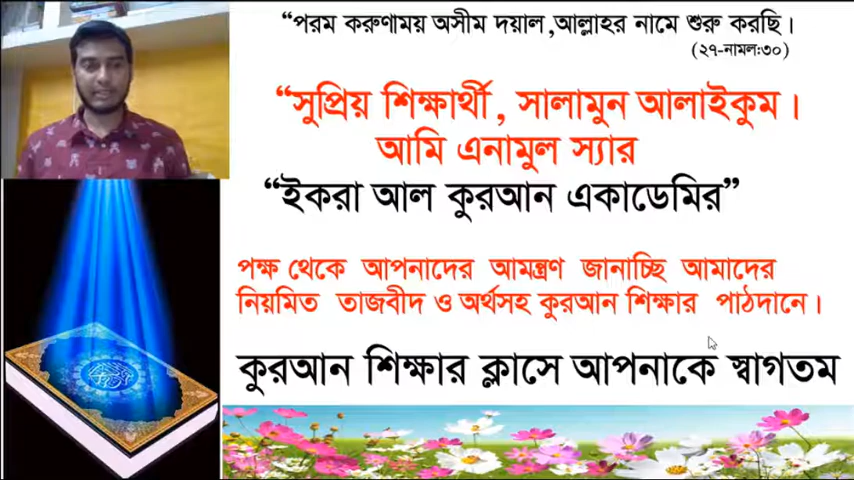 “পরম করুণাময় অসীম দয়াল,আল্লাহর নামে শুরু করছি।
(২৭-নামল:৩০)
“সুপ্রিয় শিক্ষার্থী, সালামুন আলাইকুম।
আমি এনামুল স্যার
“ইকরা আল কুরআন একাডেমির”
পক্ষ থেকে আপনাদের আমন্ত্রণ জানাচ্ছি আমাদের
নিয়মিত তাজবীদ ও অর্থসহ কুরআন শিক্ষার পাঠদানে।
কুরআন শিক্ষার ক্লাসে আপনাকে স্বাগতম